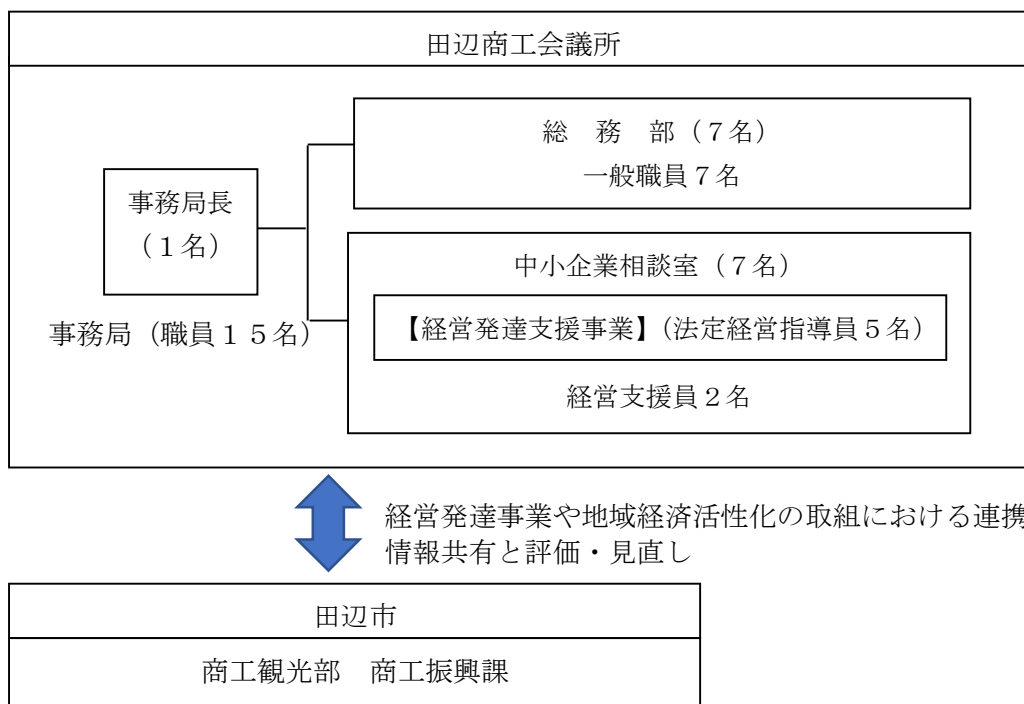 田辺商工会議所
総　務　部（７名）
一般職員７名
事務局長
（１名）
事務局（職員１５名）
中小企業相談室（７名）
【経営発達支援事業】（法定経営指導員５名）
経営支援員２名
経営発達事業や地域経済活性化の取組における連携
情報共有と評価・見直し
田辺市
商工観光部　商工振興課